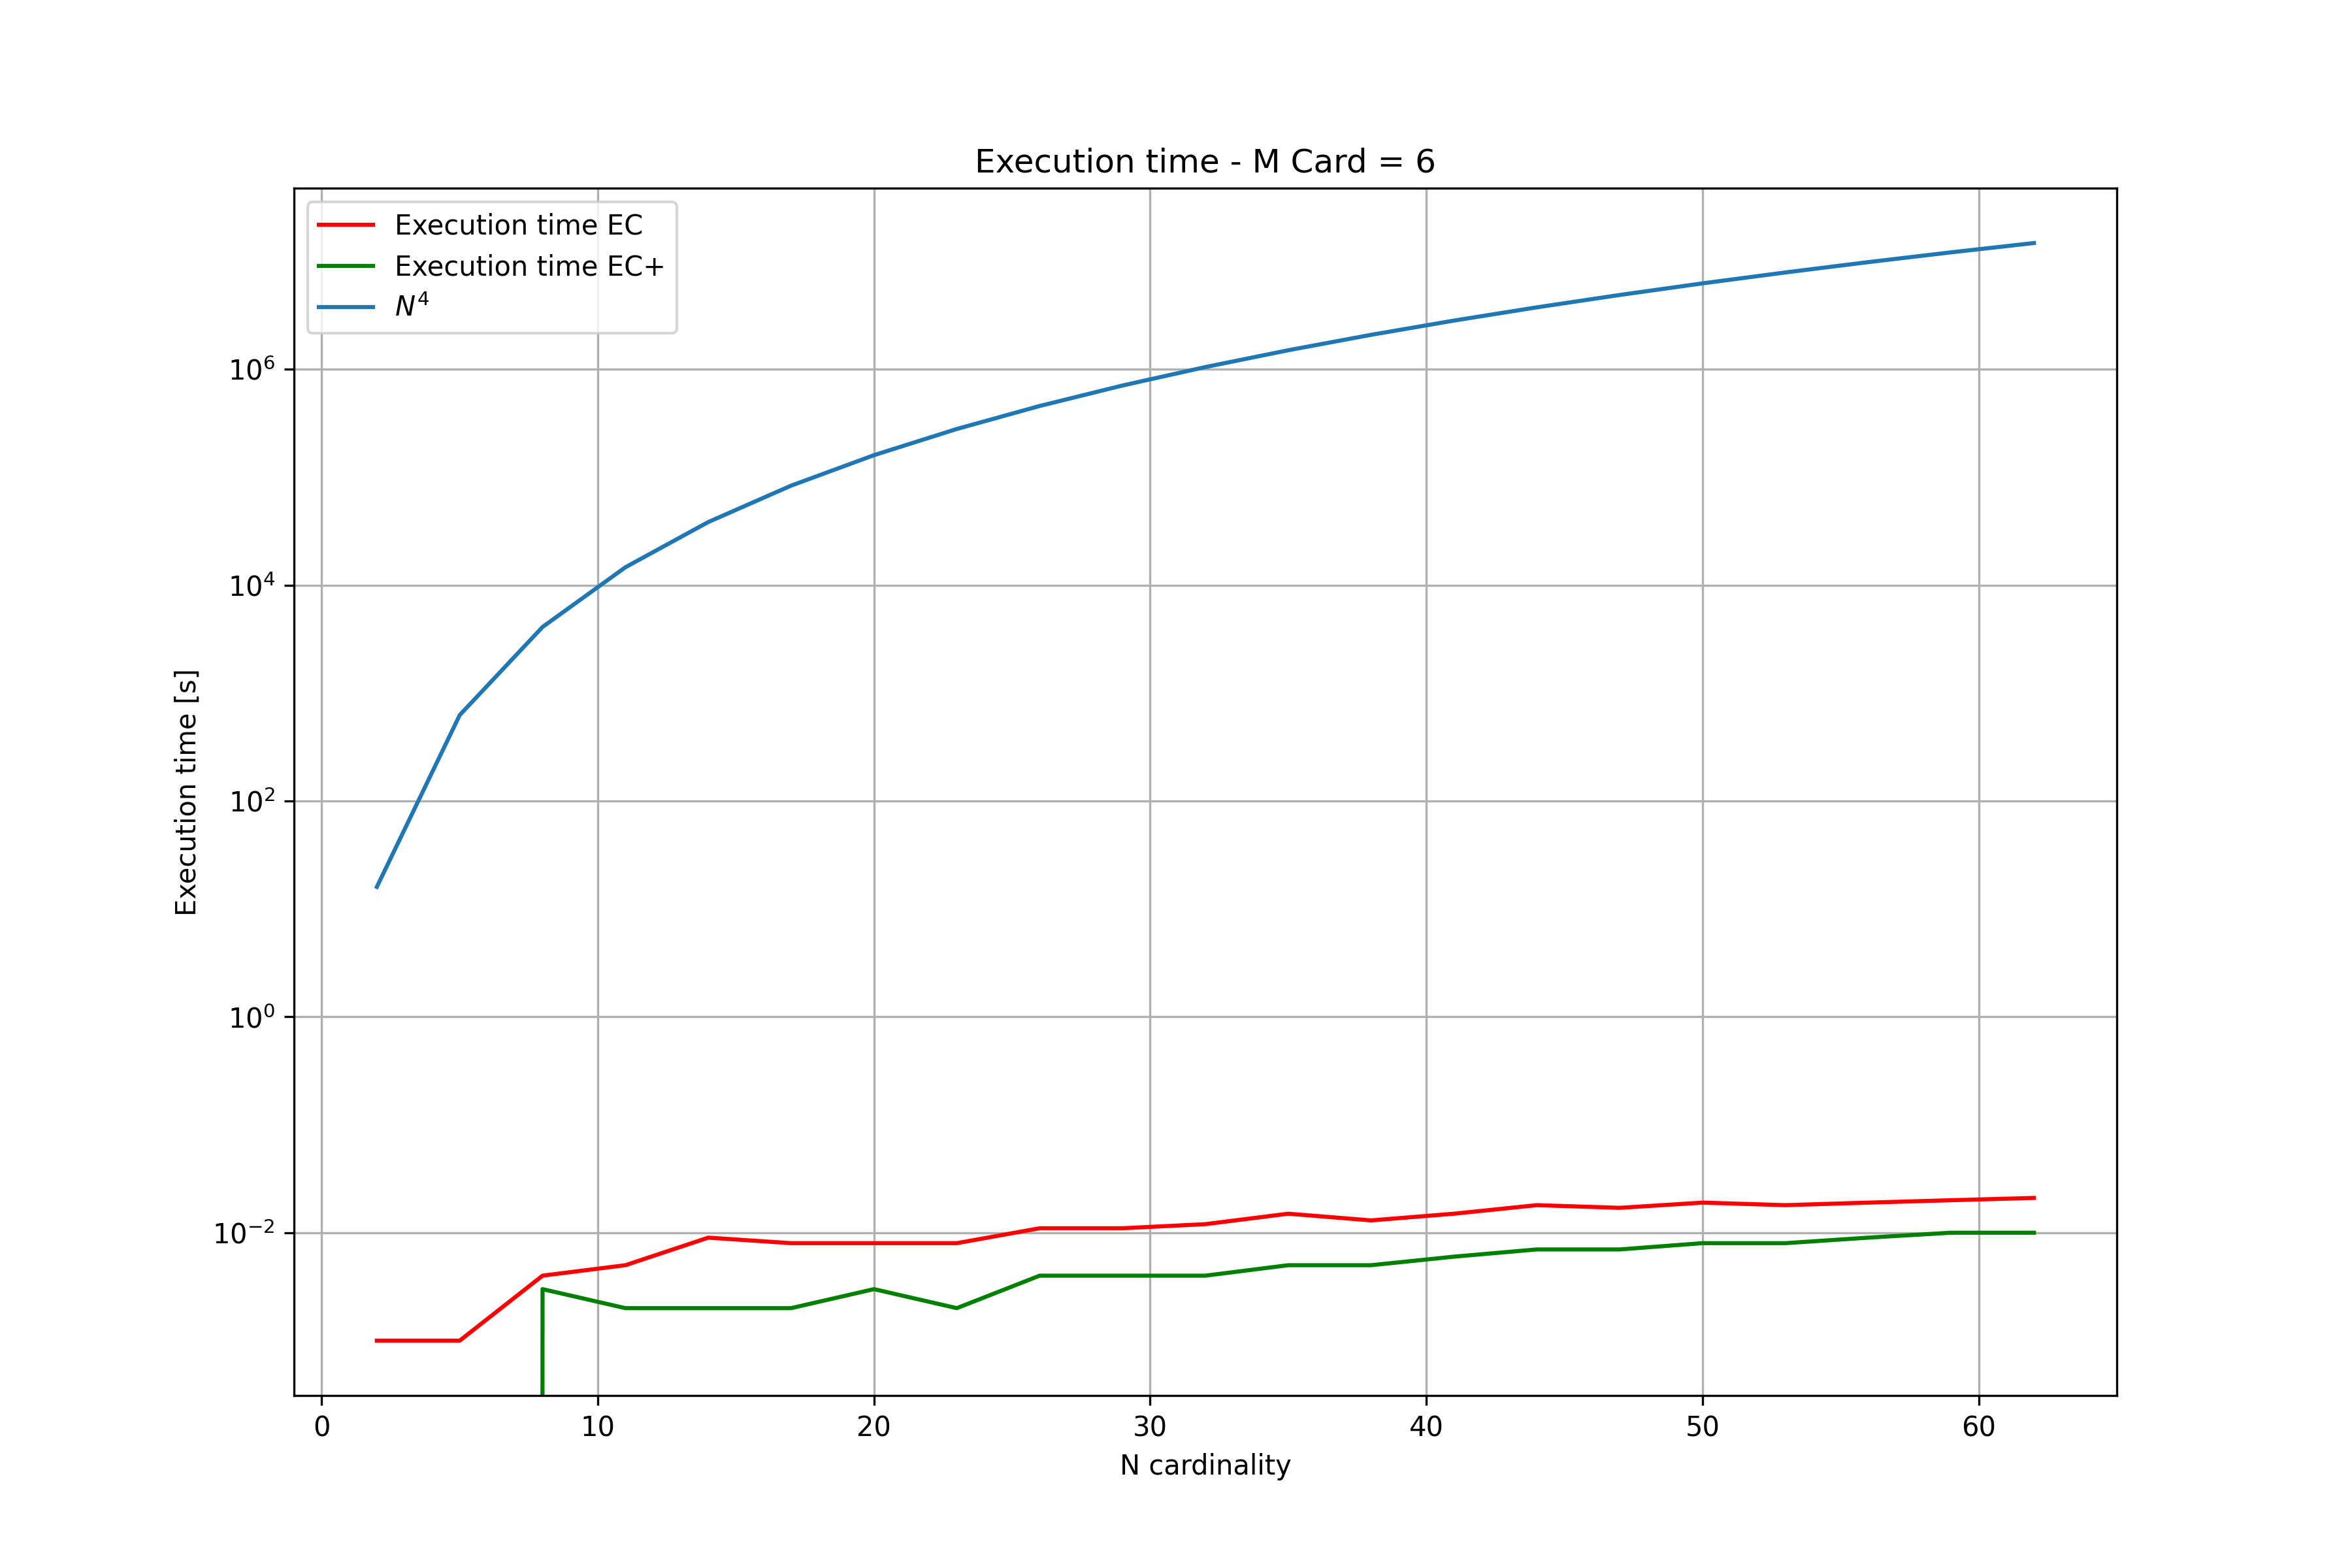 Execution time - M Card = 6
Execution time EC
Execution time EC+
N⁴
10⁶
10⁴
10²
10⁰
10⁻²
Execution time [s]
0 10 20 30 40 50 60
N cardinality